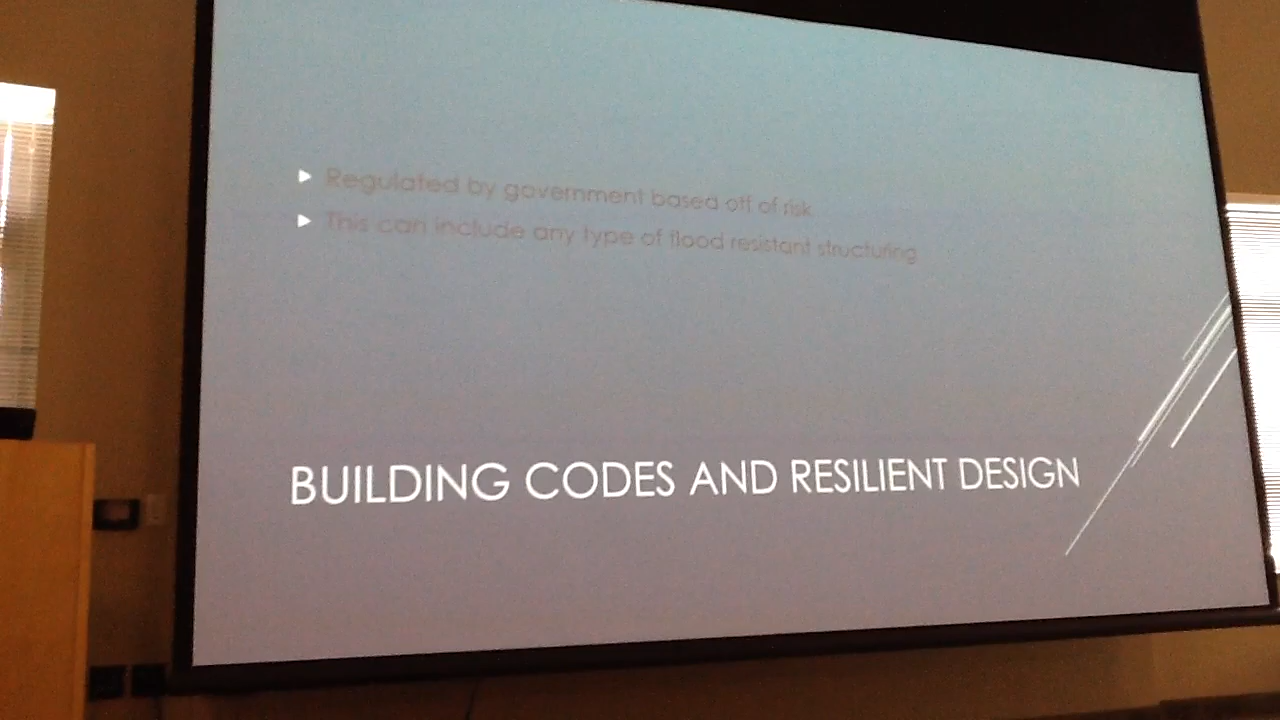 Regulated by government based off of risk
This can include any type of flood resistant structuring
BUILDING CODES AND RESILIENT DESIGN